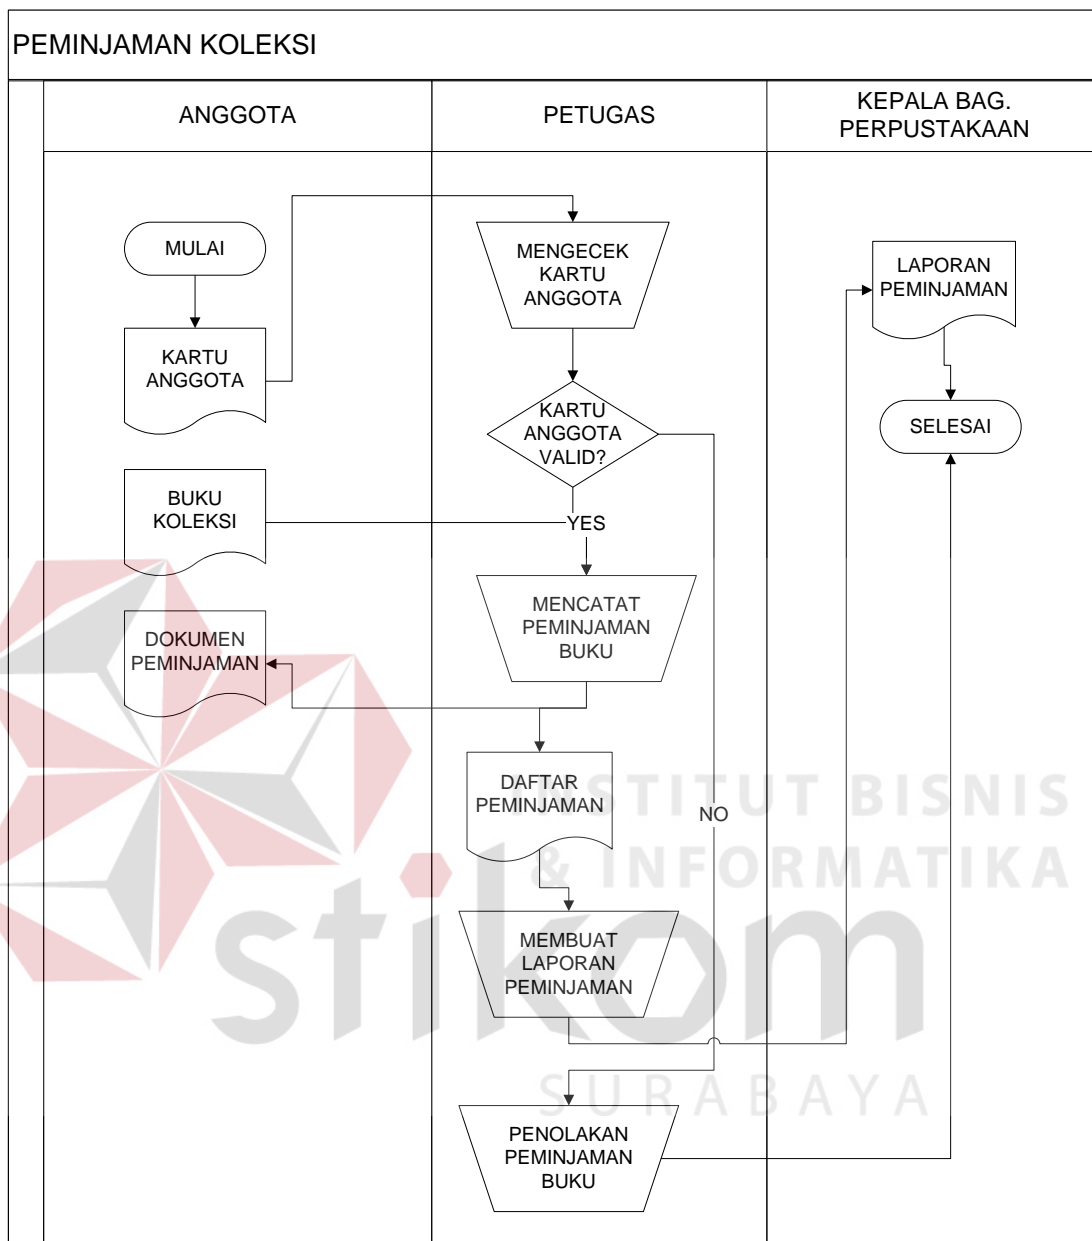 PEMINJAMAN KOLEKSI
ANGGOTA
PETUGAS
KEPALA BAG.
PERPUSTAKAAN
MULAI
KARTU
ANGGOTA
BUKU
KOLEKSI
DOKUMEN
PEMINJAMAN
MENGECEK
KARTU
ANGGOTA
KARTU
ANGGOTA
VALID?
YES
MENCATAT
PEMINJAMAN
BUKU
DAFTAR
PEMINJAMAN
NO
MEMBUAT
LAPORAN
PEMINJAMAN
PENOLAKAN
PEMINJAMAN
BUKU
LAPORAN
PEMINJAMAN
SELESAI
INSTITUT BISNIS
& INFORMATIKA
stikom
SURABAYA